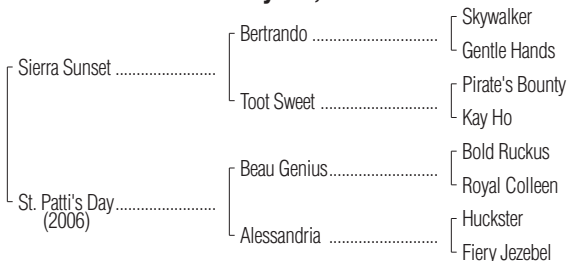 Skywalker
Bertrando ..................................
Gentle Hands
Sierra Sunset ...........................
Pirate's Bounty
Toot Sweet ...............................
Kay Ho
Bold Ruckus
Beau Genius..............................
Royal Colleen
St. Patti's Day...........................
(2006)
Huckster
Alessandria .............................
Fiery Jezebel